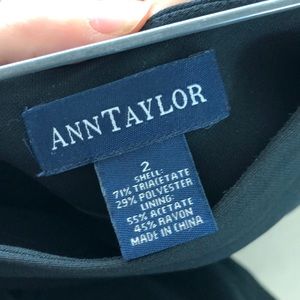 ANNTAYLOR
2
SHELL:
71% TRIACETATE
29% POLYESTER
LINING:
55% ACETATE
45% RAYON
MADE IN CHINA